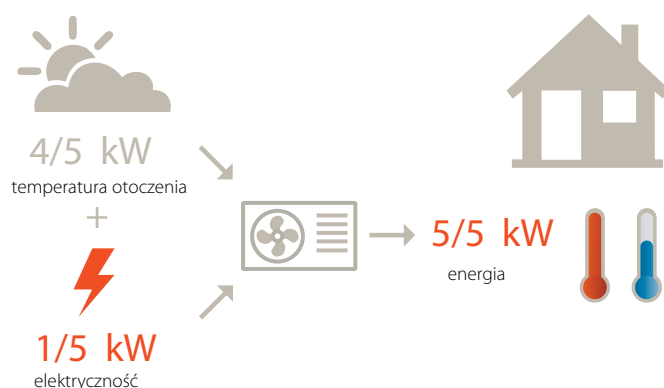 4/5 kW
temperatura otoczenia
+
1/5 kW
elektryczność
5/5 kW
energia